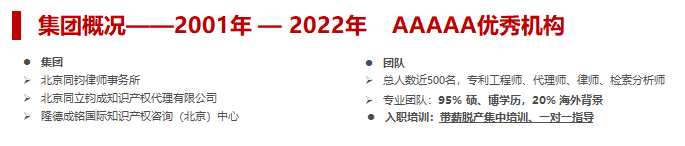 集团概况——2001年 — 2022年 AAAAA优秀机构
● 集团
➢ 北京同钧律师事务所
➢ 北京同立钧成知识产权代理有限公司
➢ 隆德成铭国际知识产权咨询（北京）中心
● 团队
➢ 总人数近500名，专利工程师、代理师、律师、检索分析师
➢ 专业团队：95% 硕、博学历，20% 海外背景
● 入职培训：带薪脱产集中培训、一对一指导